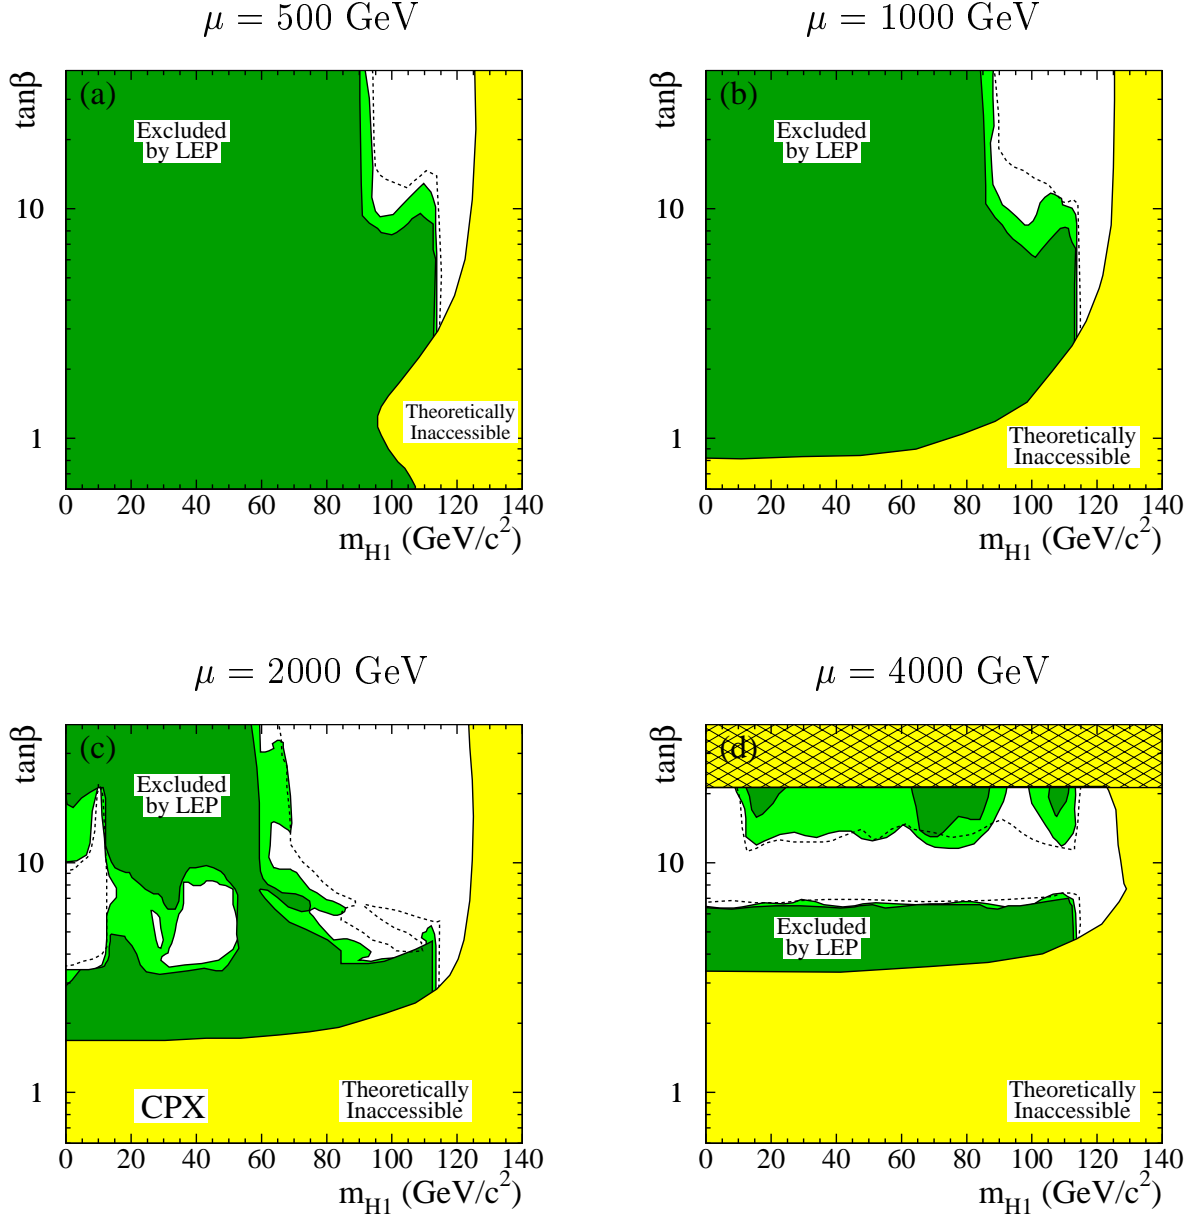 μ = 500 GeV
μ = 1000 GeV
tanβ
(a)
Excluded
by LEP
10
1
Theoretically
Inaccessible
0 20 40 60 80 100 120 140
m_H1 (GeV/c²)
tanβ
(b)
Excluded
by LEP
10
1
Theoretically
Inaccessible
0 20 40 60 80 100 120 140
m_H1 (GeV/c²)
μ = 2000 GeV
μ = 4000 GeV
tanβ
(c)
Excluded
by LEP
10
1
CPX
Theoretically
Inaccessible
0 20 40 60 80 100 120 140
m_H1 (GeV/c²)
tanβ
(d)
10
Excluded
by LEP
1
Theoretically
Inaccessible
0 20 40 60 80 100 120 140
m_H1 (GeV/c²)